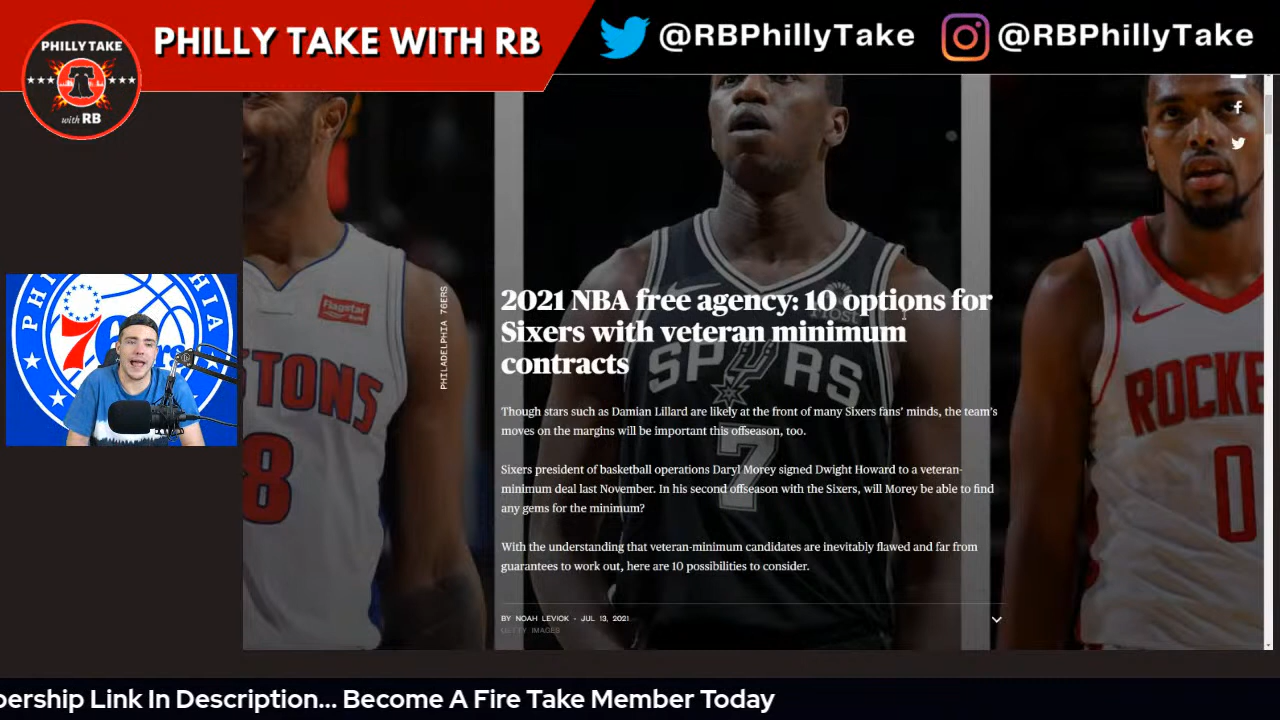 PHILLY TAKE
with RB
PHILLY TAKE WITH RB
@RBPhillyTake
@RBPhillyTake
PHILADELPHIA 76ERS
Flagstar
2021 NBA free agency: 10 options for
Sixers with veteran minimum
contracts
Though stars such as Damian Lillard are likely at the front of many Sixers fans' minds, the team's
moves on the margins will be important this offseason, too.
Sixers president of basketball operations Daryl Morey signed Dwight Howard to a veteran-
minimum deal last November. In his second offseason with the Sixers, will Morey be able to find
any gems for the minimum?
With the understanding that veteran-minimum candidates are inevitably flawed and far from
guarantees to work out, here are 10 possibilities to consider.
BY NOAH LEVICK • JUL 13, 2021
GETTY IMAGES
TONS
8
SPURS
7
ROCKE
0
pership Link In Description... Become A Fire Take Member Today